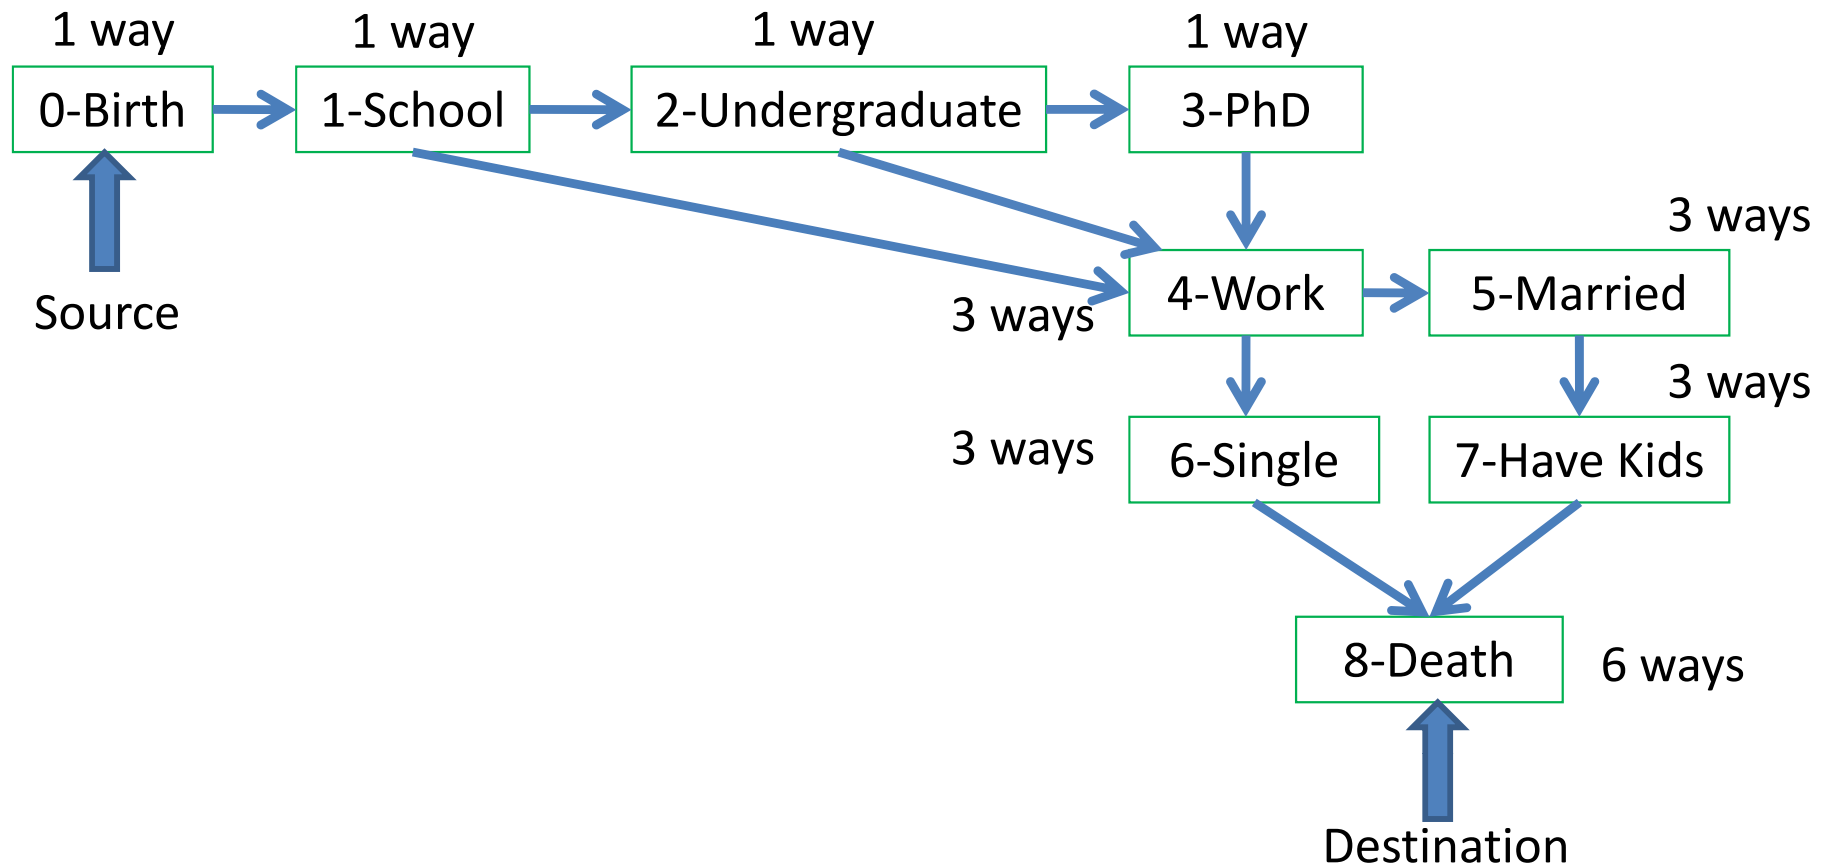 1 way
1 way
1 way
1 way
0-Birth
1-School
2-Undergraduate
3-PhD
Source
3 ways
3 ways
4-Work
5-Married
3 ways
3 ways
6-Single
7-Have Kids
8-Death
6 ways
Destination